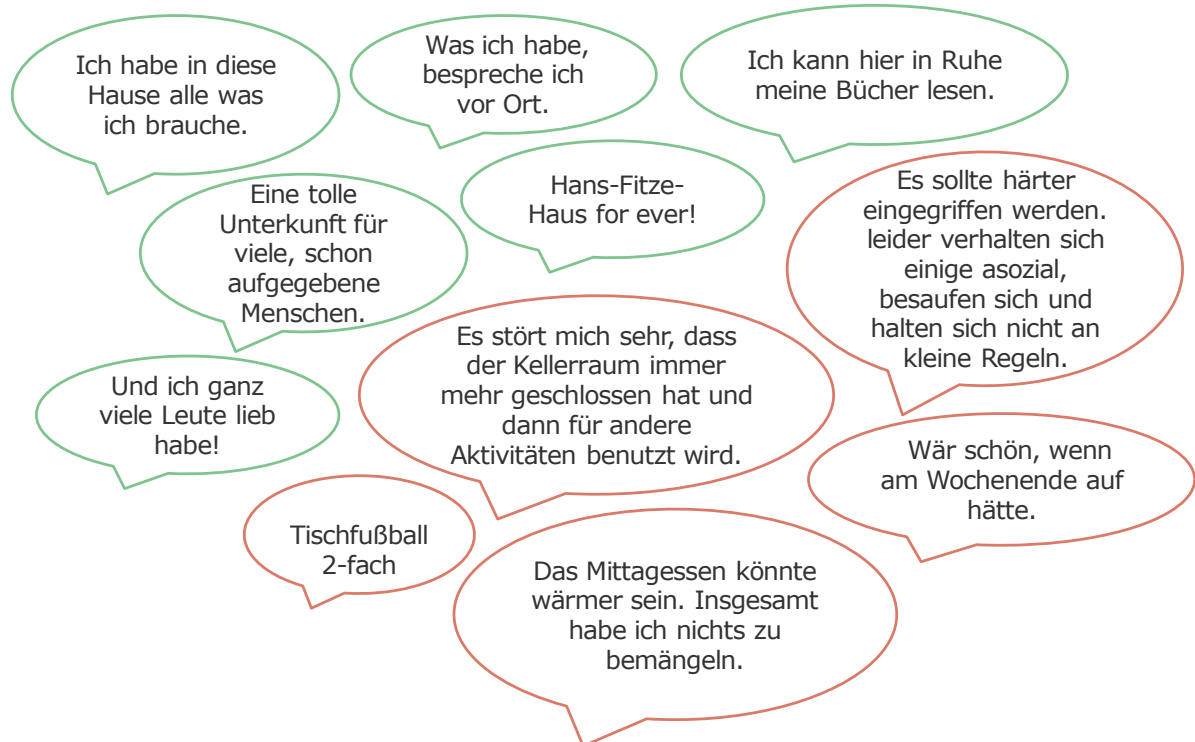 Ich habe in diese
Hause alle was
ich brauche.
Was ich habe,
bespreche ich
vor Ort.
Ich kann hier in Ruhe
meine Bücher lesen.
Eine tolle
Unterkunft für
viele, schon
aufgegebene
Menschen.
Hans-Fitze-
Haus for ever!
Es sollte härter
eingegriffen werden.
leider verhalten sich
einige asozial,
besaufen sich und
halten sich nicht an
kleine Regeln.
Es stört mich sehr, dass
der Kellerraum immer
mehr geschlossen hat und
dann für andere
Aktivitäten benutzt wird.
Und ich ganz
viele Leute lieb
habe!
Wär schön, wenn
am Wochenende auf
hätte.
Tischfußball
2-fach
Das Mittagessen könnte
wärmer sein. Insgesamt
habe ich nichts zu
bemängeln.